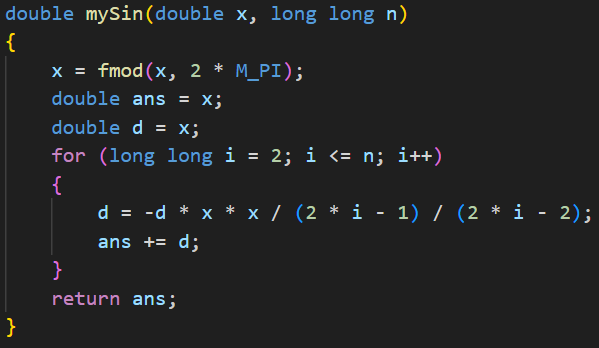 double mySin(double x, long long n)
{
    x = fmod(x, 2 * M_PI);
    double ans = x;
    double d = x;
    for (long long i = 2; i <= n; i++)
    {
        d = -d * x * x / (2 * i - 1) / (2 * i - 2);
        ans += d;
    }
    return ans;
}